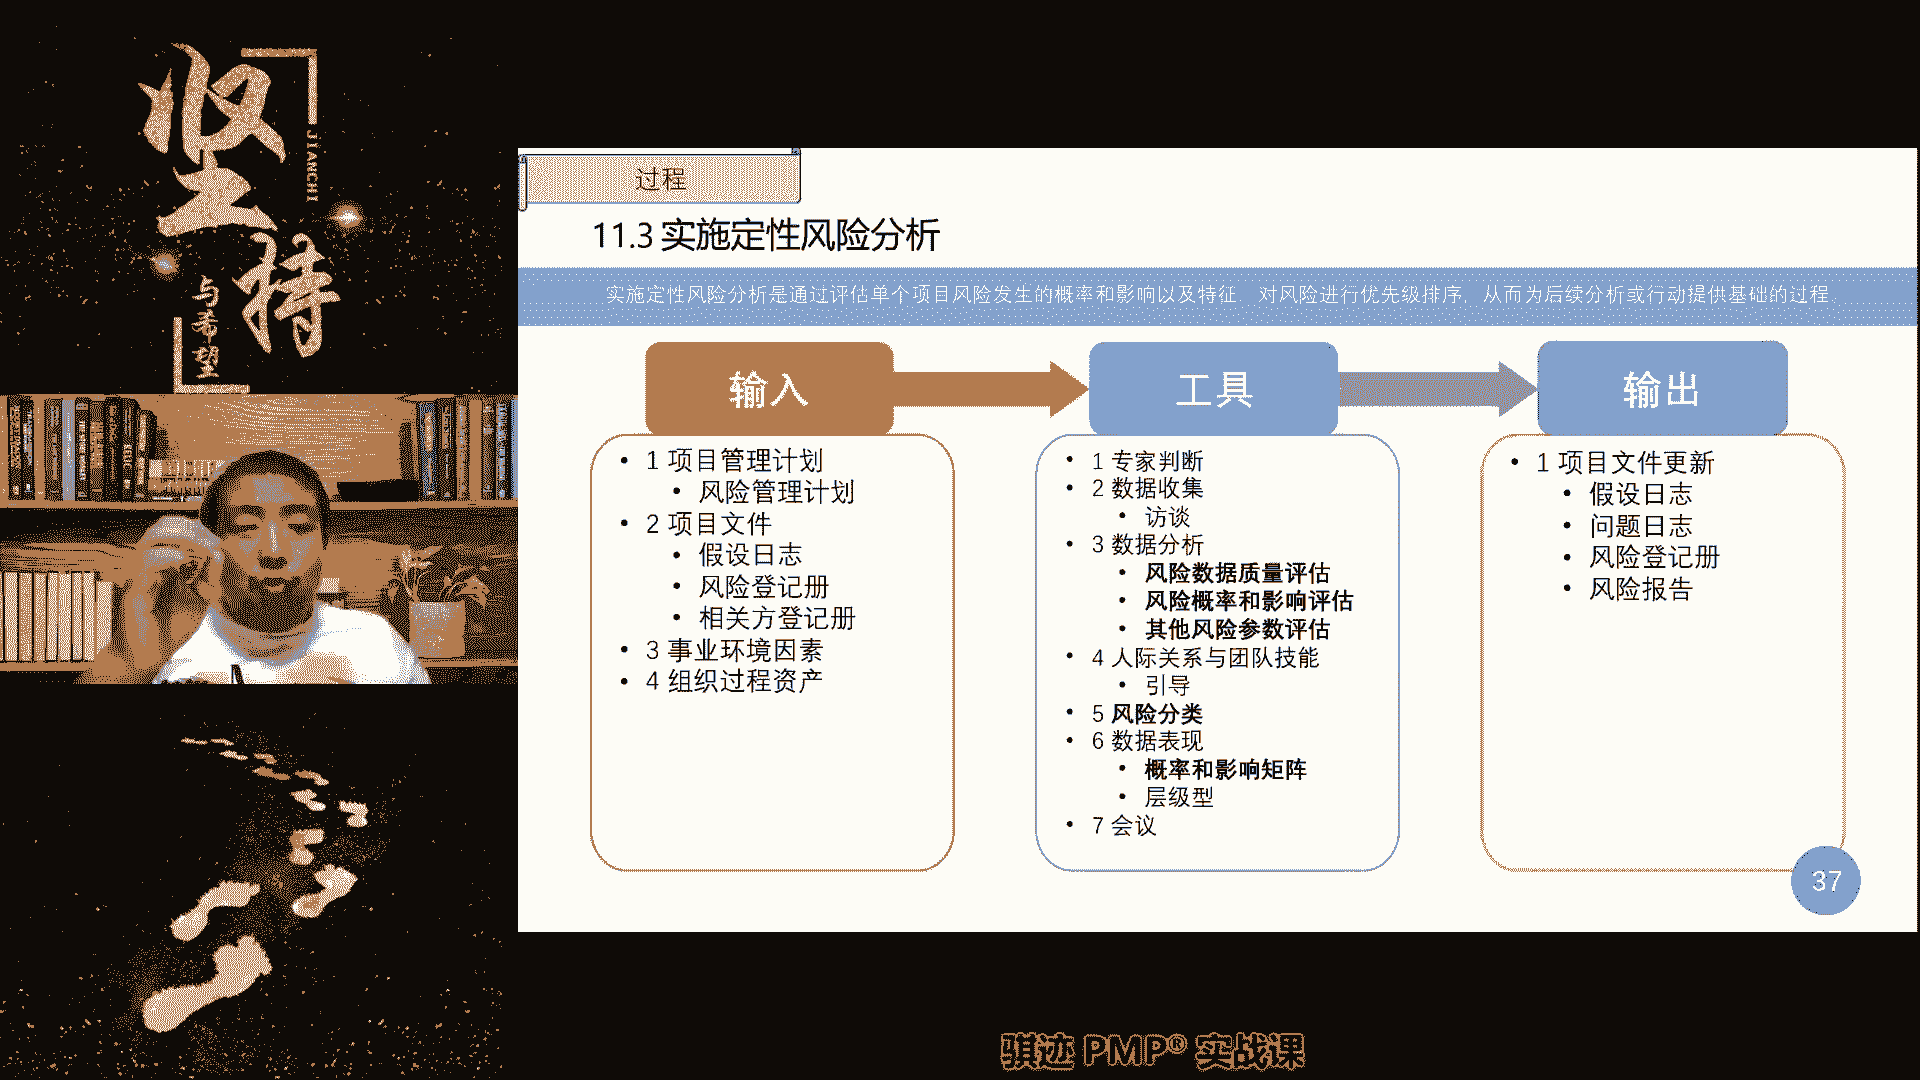 坚持
JIANCHI
与希望
过程
11.3 实施定性风险分析
实施定性风险分析是通过评估单个项目风险发生的概率和影响以及特征，对风险进行优先级排序，从而为后续分析或行动提供基础的过程。
输入
• 1 项目管理计划
• 风险管理计划
• 2 项目文件
• 假设日志
• 风险登记册
• 相关方登记册
• 3 事业环境因素
• 4 组织过程资产
工具
• 1 专家判断
• 2 数据收集
• 访谈
• 3 数据分析
• 风险数据质量评估
• 风险概率和影响评估
• 其他风险参数评估
• 4 人际关系与团队技能
• 引导
• 5 风险分类
• 6 数据表现
• 概率和影响矩阵
• 层级型
• 7 会议
输出
• 1 项目文件更新
• 假设日志
• 问题日志
• 风险登记册
• 风险报告
37
骐迹 PMP® 实战课